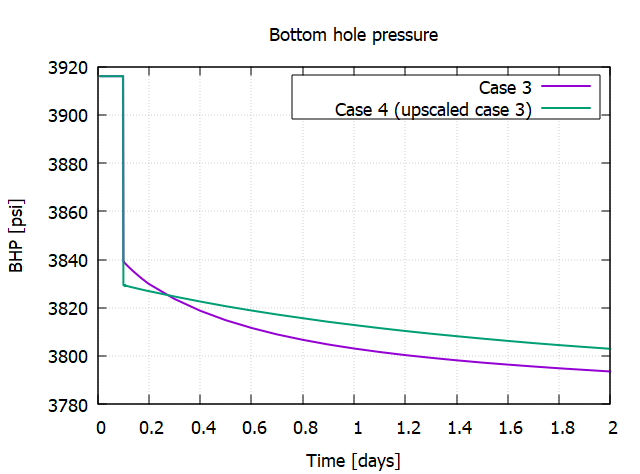 Bottom hole pressure
3920
3900
3880
3860
3840
3820
3800
3780
BHP [psi]
Case 3
Case 4 (upscaled case 3)
0 0.2 0.4 0.6 0.8 1 1.2 1.4 1.6 1.8 2
Time [days]